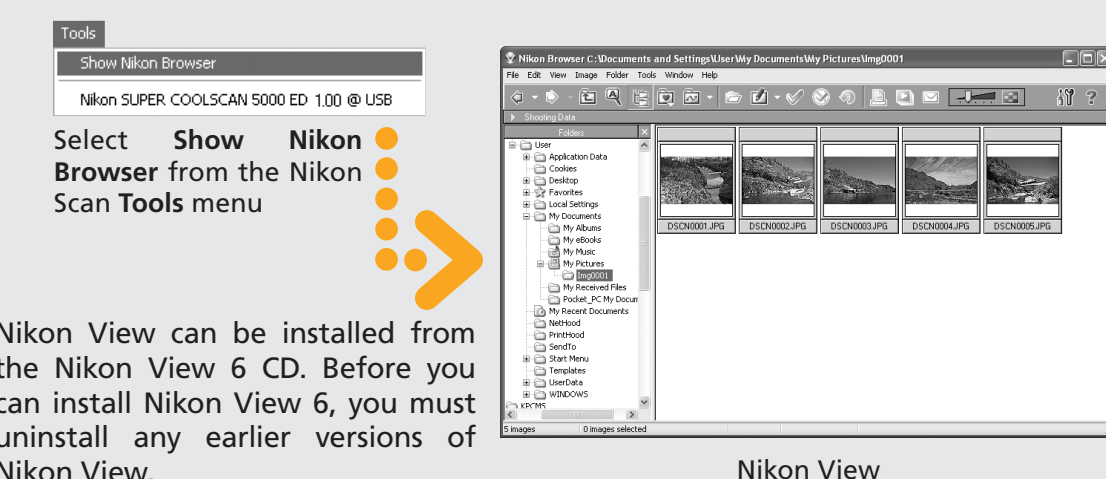 Tools
Show Nikon Browser
Nikon SUPER COOLSCAN 5000 ED 1.00 @ USB
Select Show Nikon
Browser from the Nikon
Scan Tools menu
Nikon View can be installed from
the Nikon View 6 CD. Before you
can install Nikon View 6, you must
uninstall any earlier versions of
Nikon View.
Nikon Browser C:\Documents and Settings\User\My Documents\My Pictures\Img0001
File Edit View Image Folder Tools Window Help
Shooting Data
Folders
User
Application Data
Cookies
Desktop
Favorites
Local Settings
My Documents
My Albums
My eBooks
My Music
My Pictures
Img0001
My Received Files
Pocket_PC My Docum
My Recent Documents
NetHood
PrintHood
SendTo
Start Menu
Templates
UserData
WINDOWS
KPCMS
DSCN0001.JPG DSCN0002.JPG DSCN0003.JPG DSCN0004.JPG DSCN0005.JPG
5 images 0 images selected
Nikon View